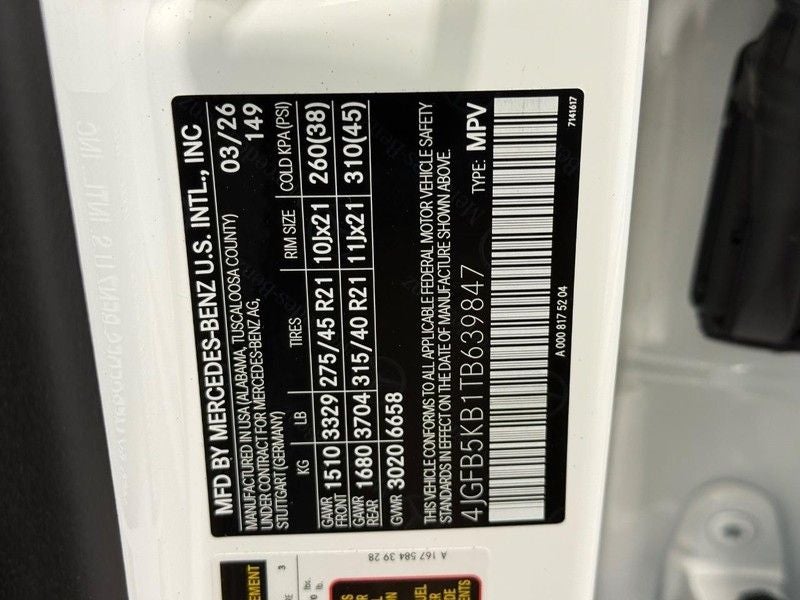 MFD BY MERCEDES-BENZ U.S. INTL., INC
MANUFACTURED IN USA (ALABAMA, TUSCALOOSA COUNTY) 03/26
UNDER CONTRACT FOR MERCEDES-BENZ AG, 149
STUTTGART (GERMANY)
KG LB TIRES RIM SIZE COLD KPA (PSI)
GAWR FRONT 1510 3329 275/45 R21 10Jx21 260(38)
GAWR REAR 1680 3704 315/40 R21 11Jx21 310(45)
GVWR 3020 6658
THIS VEHICLE CONFORMS TO ALL APPLICABLE FEDERAL MOTOR VEHICLE SAFETY
STANDARDS IN EFFECT ON THE DATE OF MANUFACTURE SHOWN ABOVE.
4JGFB5KB1TB639847 TYPE: MPV
A 000 817 52 04 7141617
A 167 584 39 28